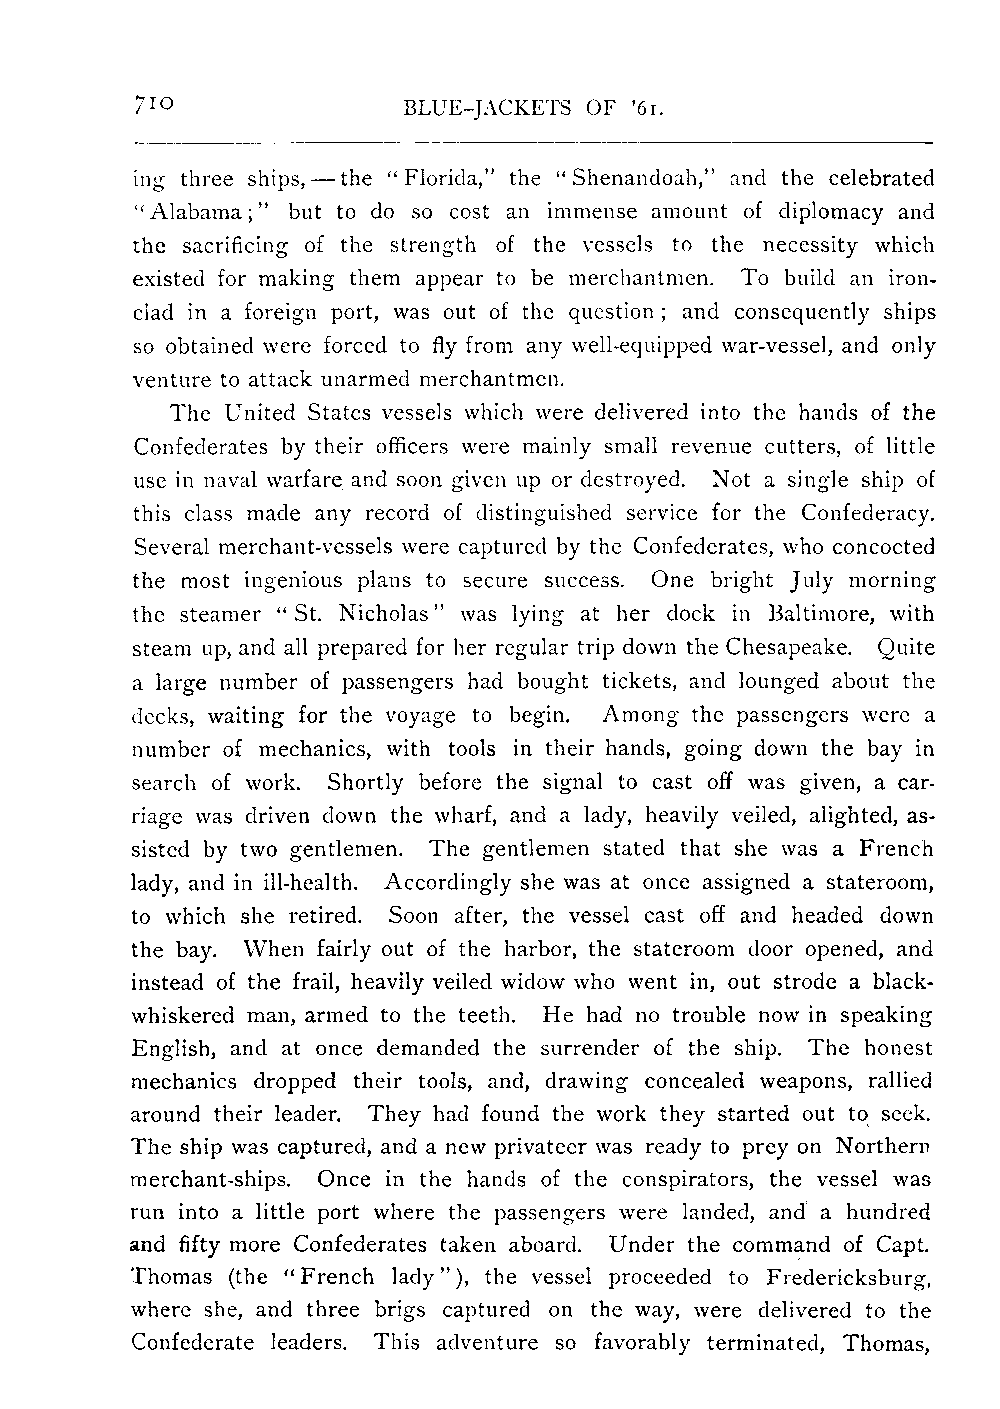 710 BLUE-JACKETS OF '61.
ing three ships,—the "Florida," the "Shenandoah," and the celebrated
"Alabama;" but to do so cost an immense amount of diplomacy and
the sacrificing of the strength of the vessels to the necessity which
existed for making them appear to be merchantmen. To build an iron-
clad in a foreign port, was out of the question; and consequently ships
so obtained were forced to fly from any well-equipped war-vessel, and only
venture to attack unarmed merchantmen.
The United States vessels which were delivered into the hands of the
Confederates by their officers were mainly small revenue cutters, of little
use in naval warfare and soon given up or destroyed. Not a single ship of
this class made any record of distinguished service for the Confederacy.
Several merchant-vessels were captured by the Confederates, who concocted
the most ingenious plans to secure success. One bright July morning
the steamer "St. Nicholas" was lying at her dock in Baltimore, with
steam up, and all prepared for her regular trip down the Chesapeake. Quite
a large number of passengers had bought tickets, and lounged about the
decks, waiting for the voyage to begin. Among the passengers were a
number of mechanics, with tools in their hands, going down the bay in
search of work. Shortly before the signal to cast off was given, a car-
riage was driven down the wharf, and a lady, heavily veiled, alighted, as-
sisted by two gentlemen. The gentlemen stated that she was a French
lady, and in ill-health. Accordingly she was at once assigned a stateroom,
to which she retired. Soon after, the vessel cast off and headed down
the bay. When fairly out of the harbor, the stateroom door opened, and
instead of the frail, heavily veiled widow who went in, out strode a black-
whiskered man, armed to the teeth. He had no trouble now in speaking
English, and at once demanded the surrender of the ship. The honest
mechanics dropped their tools, and, drawing concealed weapons, rallied
around their leader. They had found the work they started out to seek.
The ship was captured, and a new privateer was ready to prey on Northern
merchant-ships. Once in the hands of the conspirators, the vessel was
run into a little port where the passengers were landed, and a hundred
and fifty more Confederates taken aboard. Under the command of Capt.
Thomas (the "French lady"), the vessel proceeded to Fredericksburg,
where she, and three brigs captured on the way, were delivered to the
Confederate leaders. This adventure so favorably terminated, Thomas,